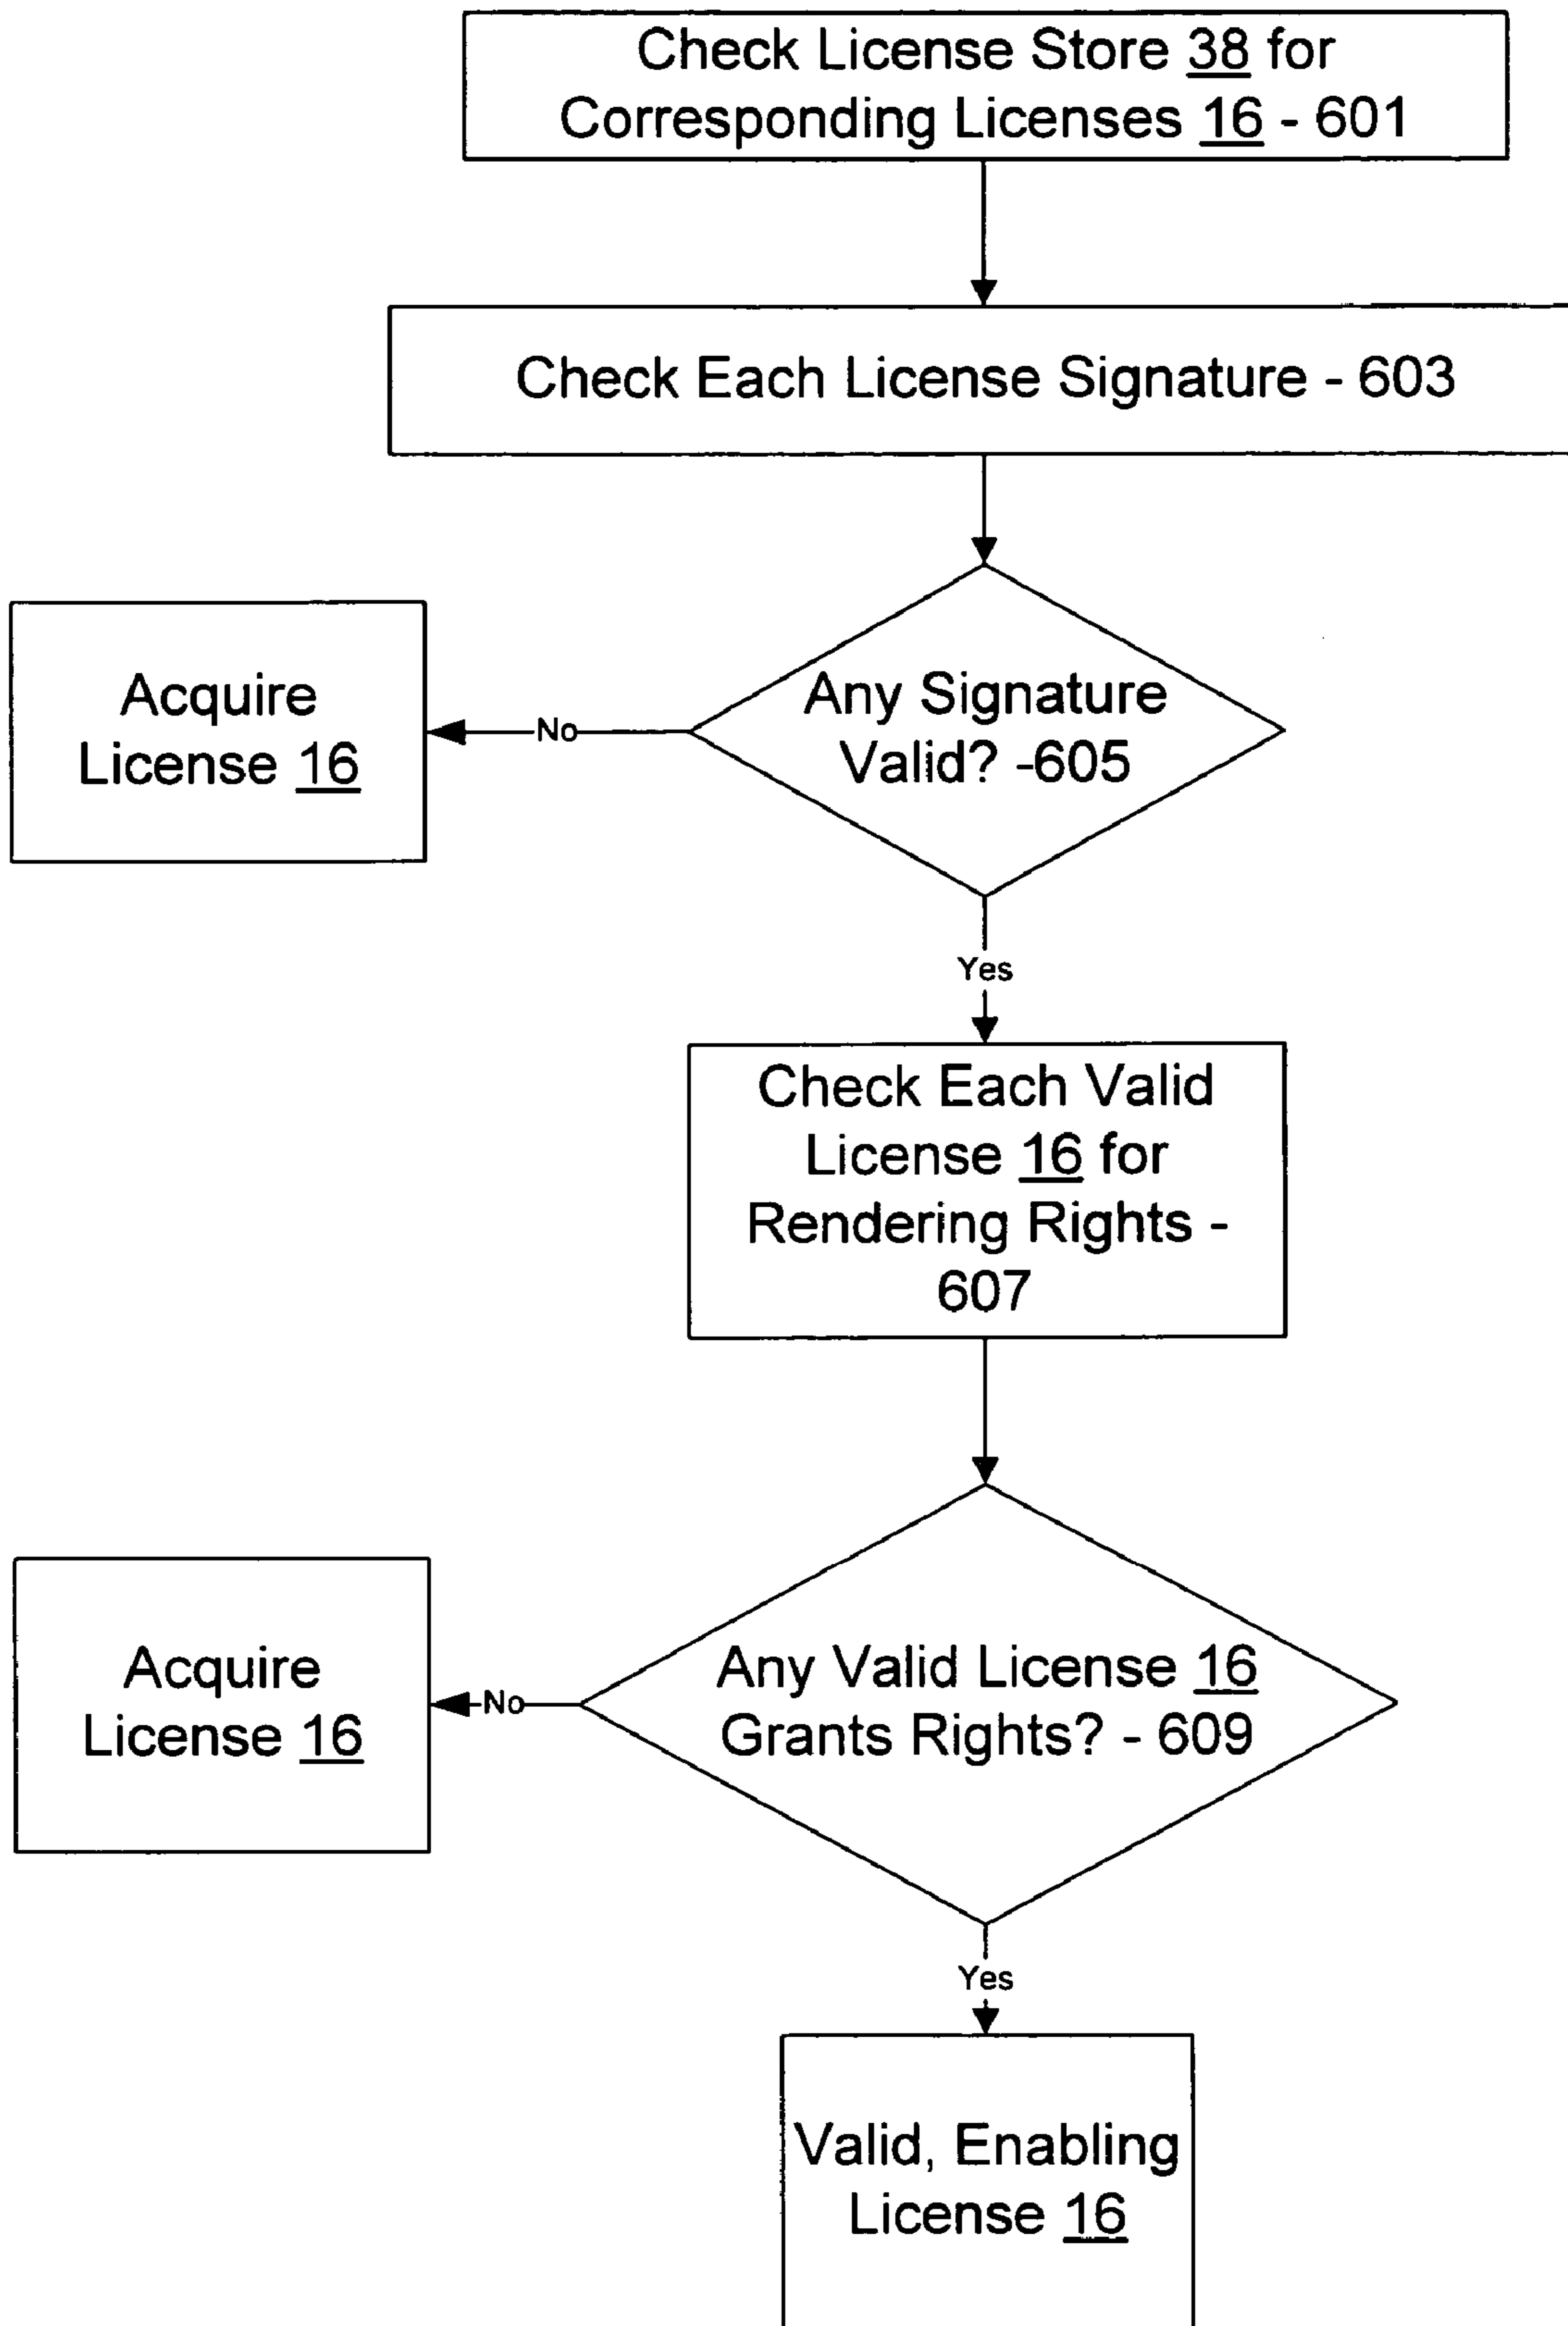 Check License Store 38 for
Corresponding Licenses 16 - 601
Check Each License Signature - 603
Any Signature
Valid? -605
No
Acquire
License 16
Yes
Check Each Valid
License 16 for
Rendering Rights -
607
Any Valid License 16
Grants Rights? - 609
No
Acquire
License 16
Yes
Valid, Enabling
License 16